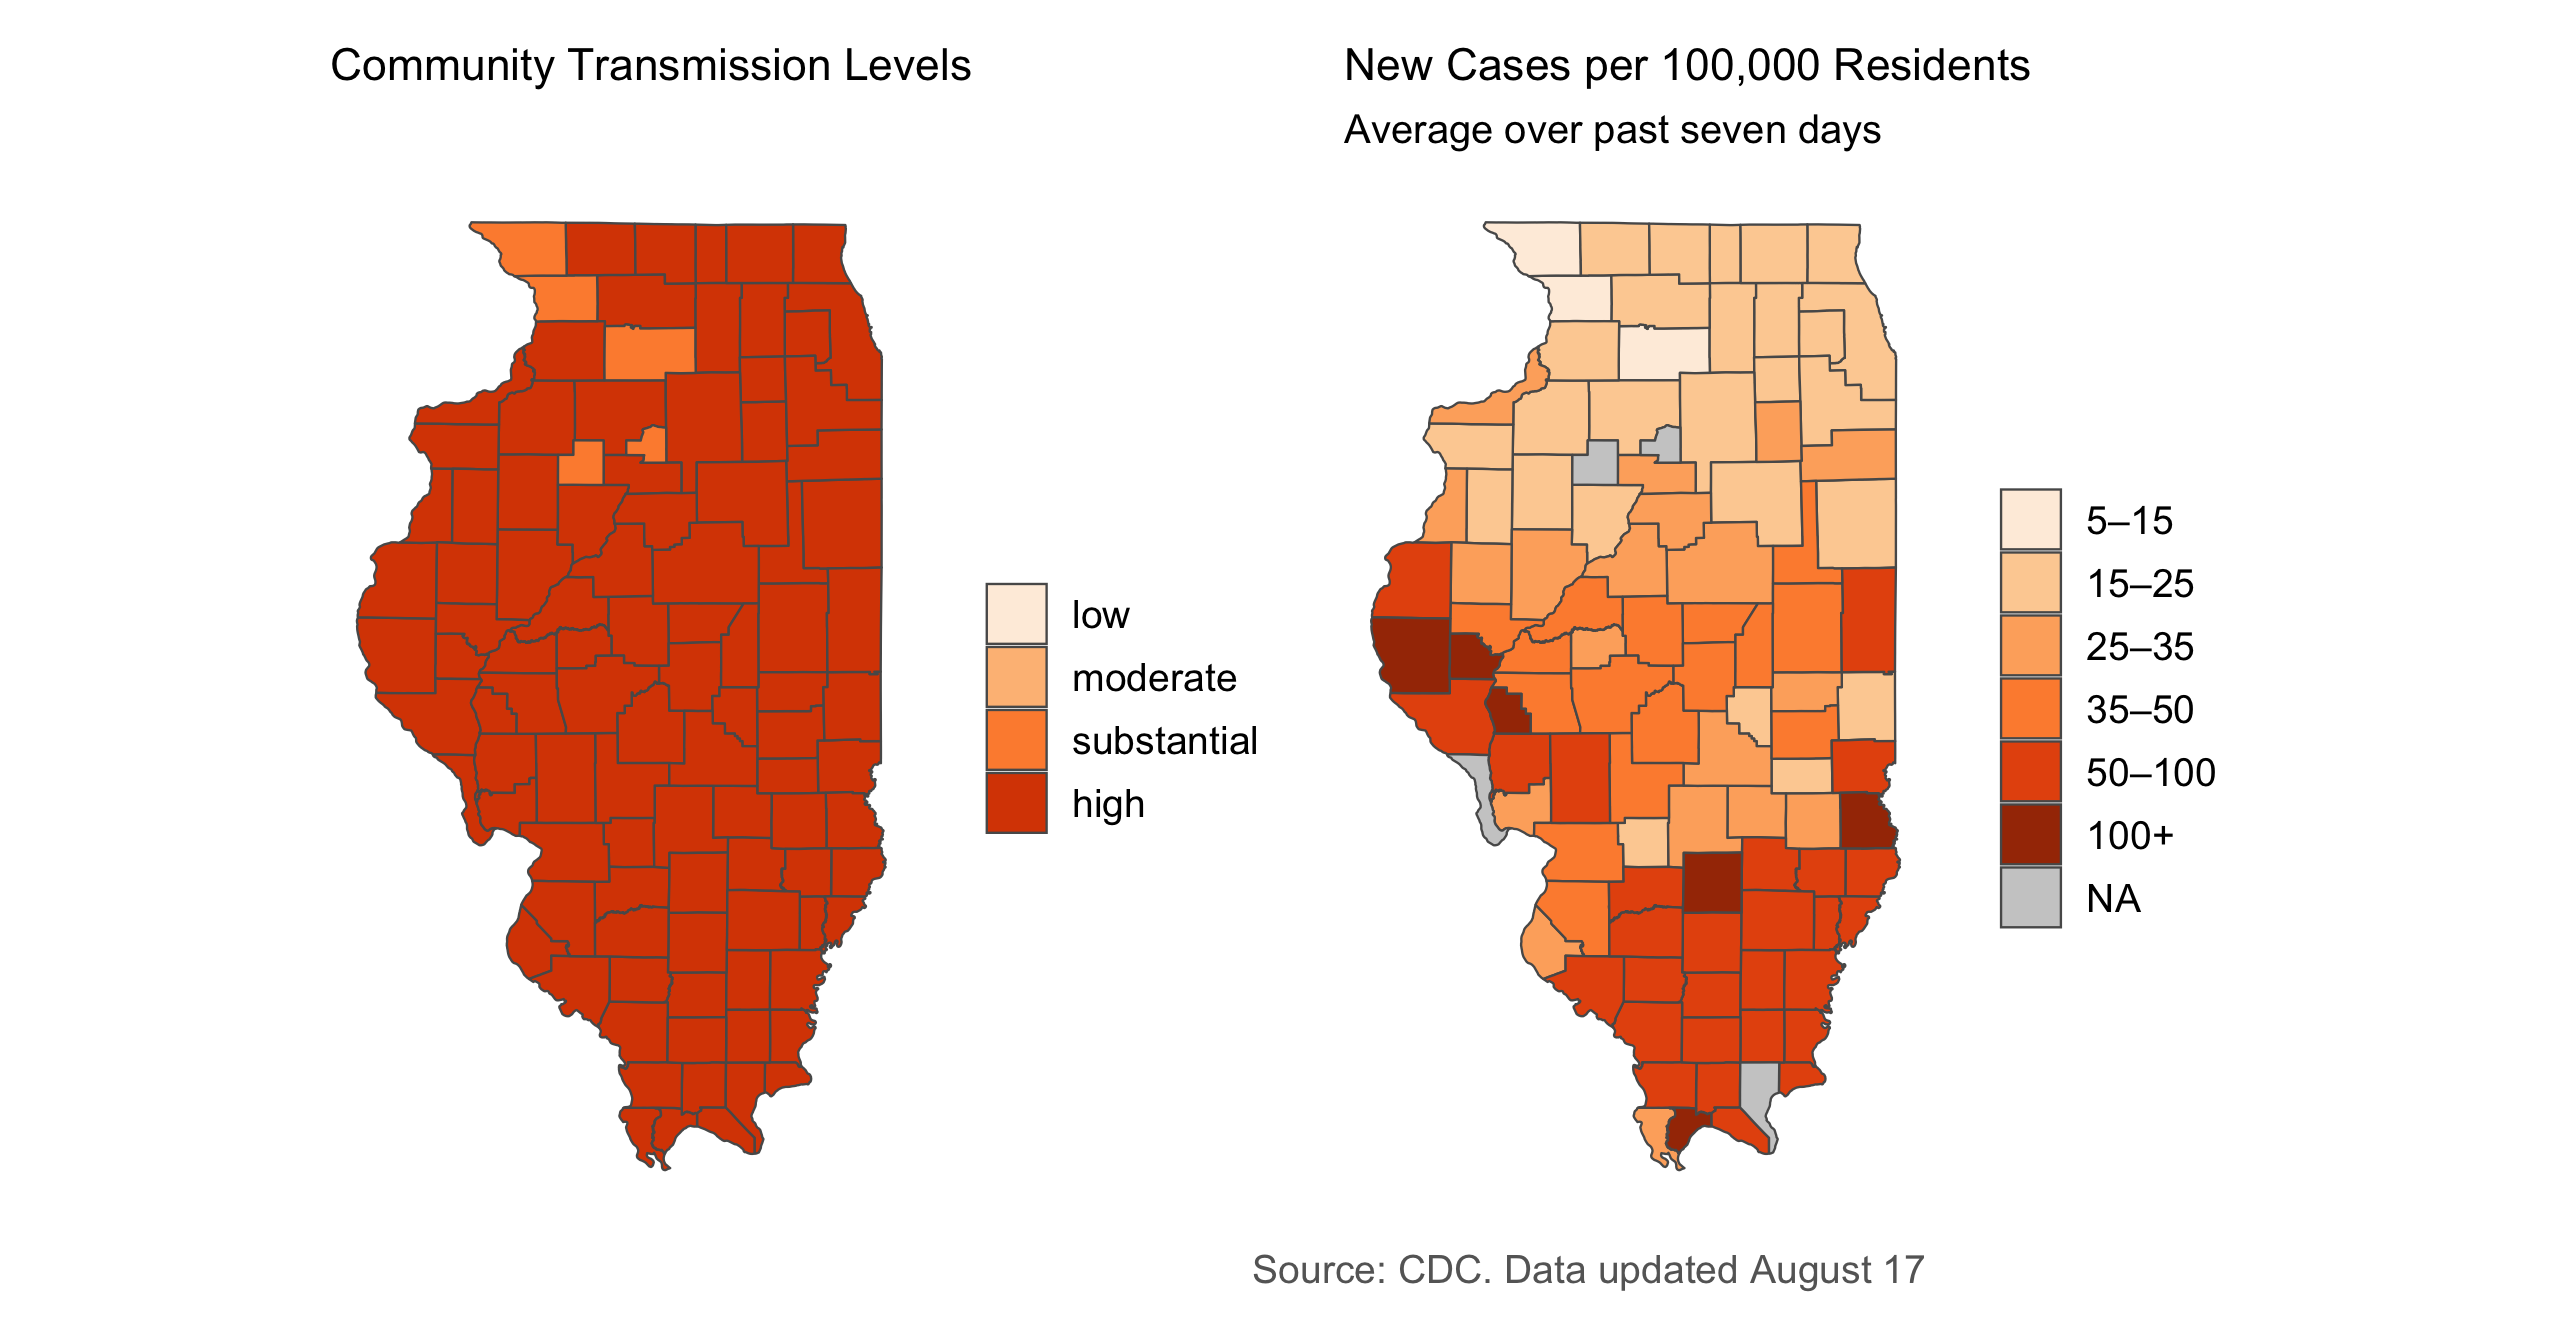 Community Transmission Levels
low
moderate
substantial
high
New Cases per 100,000 Residents
Average over past seven days
5–15
15–25
25–35
35–50
50–100
100+
NA
Source: CDC. Data updated August 17